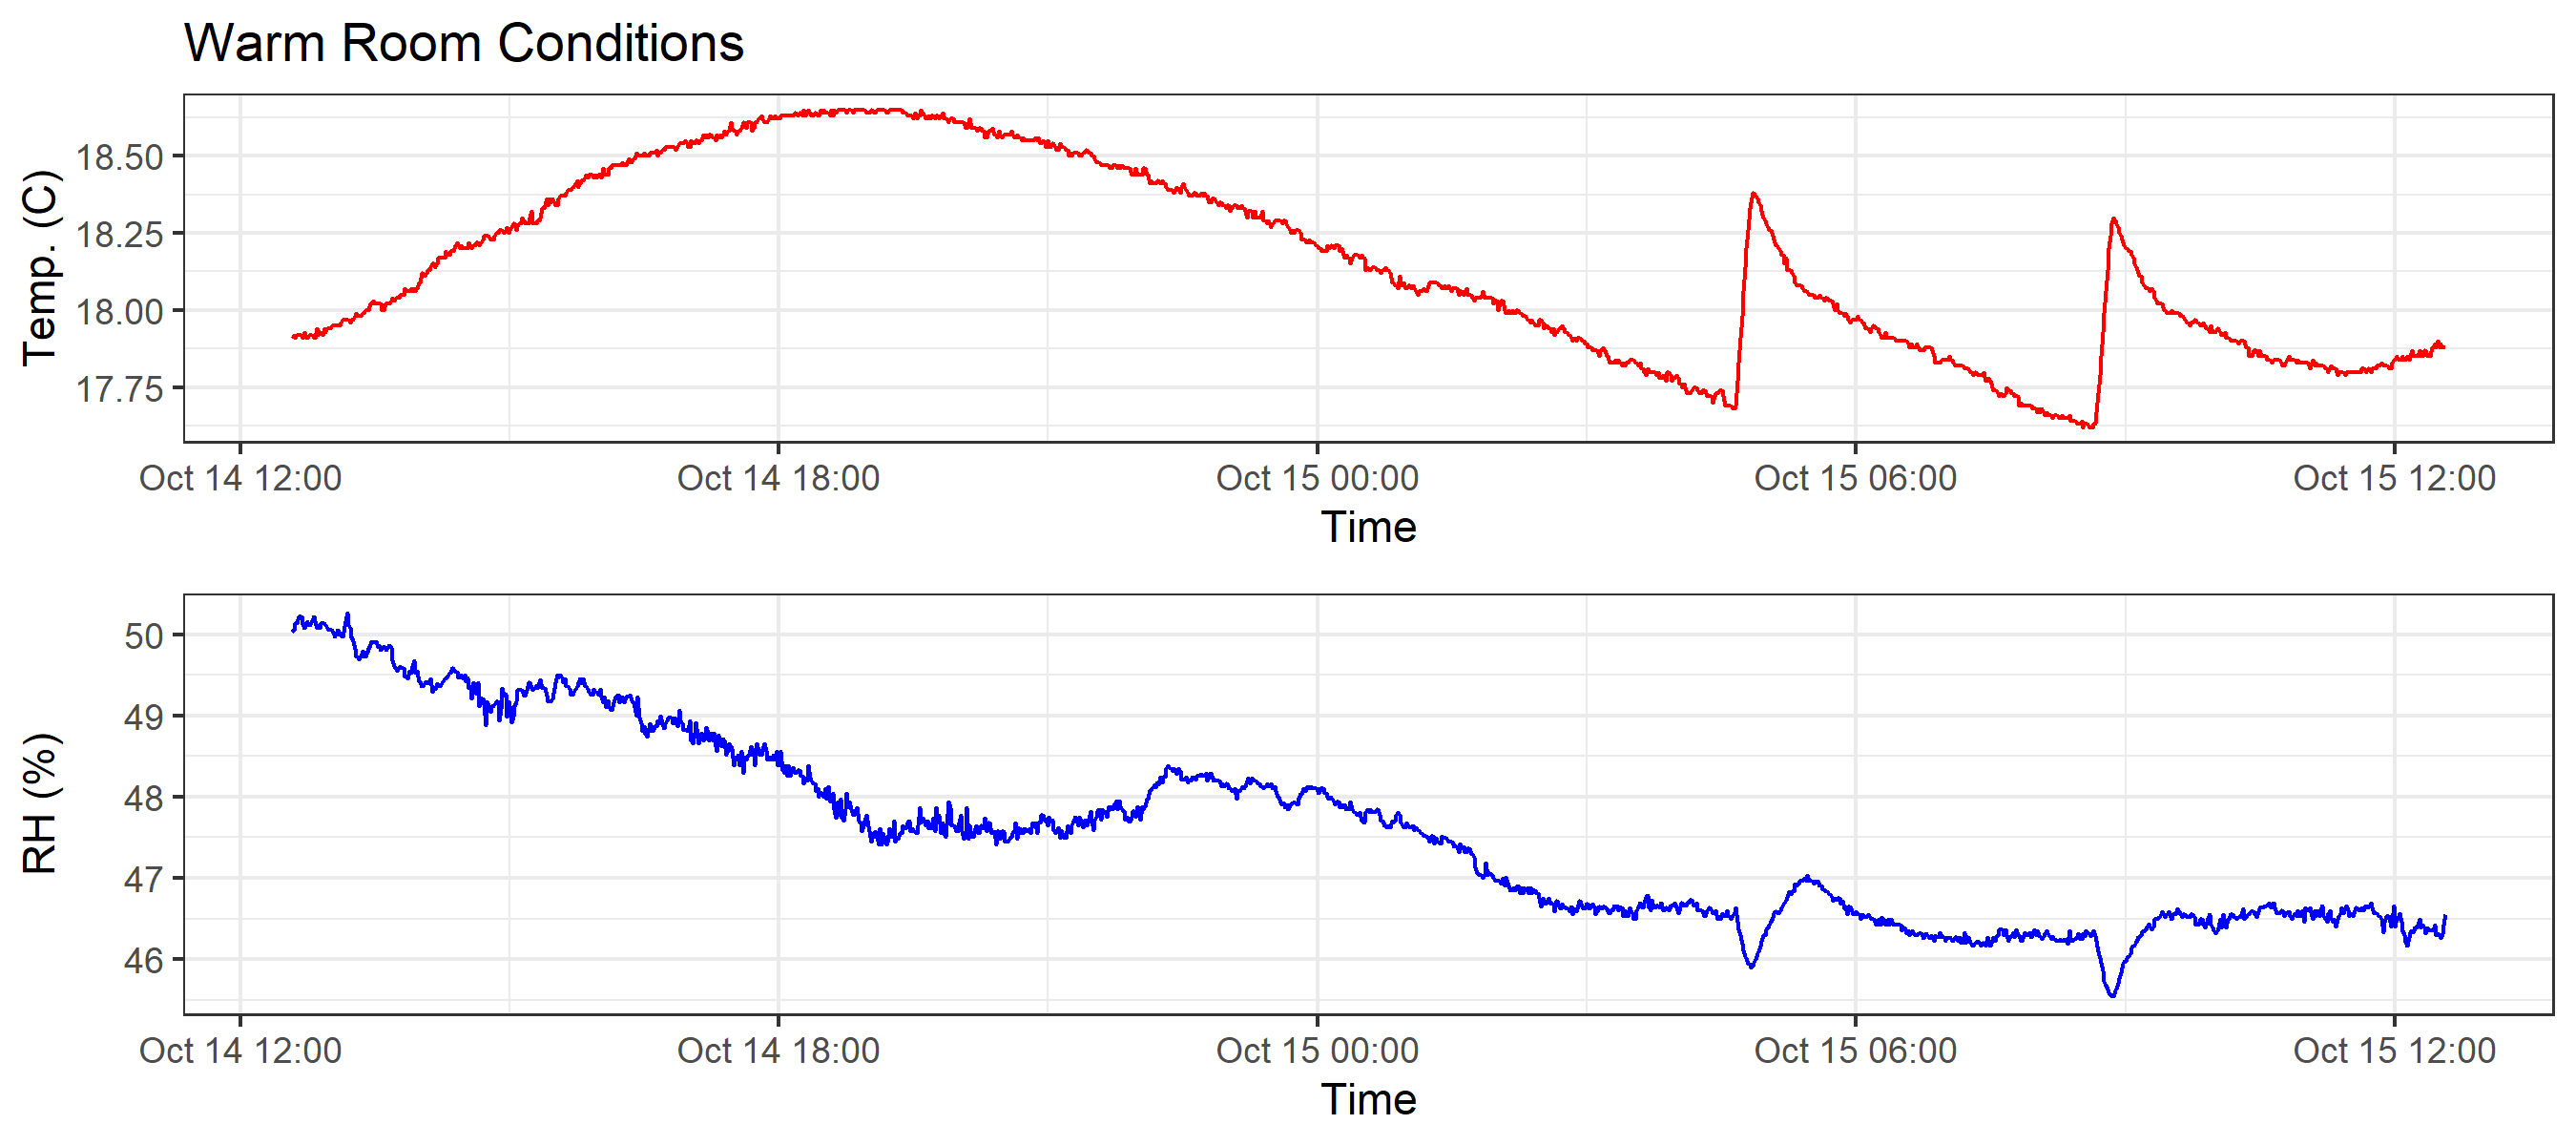 Warm Room Conditions
Temp. (C)
18.50
18.25
18.00
17.75
Oct 14 12:00 Oct 14 18:00 Oct 15 00:00 Oct 15 06:00 Oct 15 12:00
Time
RH (%)
50
49
48
47
46
Oct 14 12:00 Oct 14 18:00 Oct 15 00:00 Oct 15 06:00 Oct 15 12:00
Time